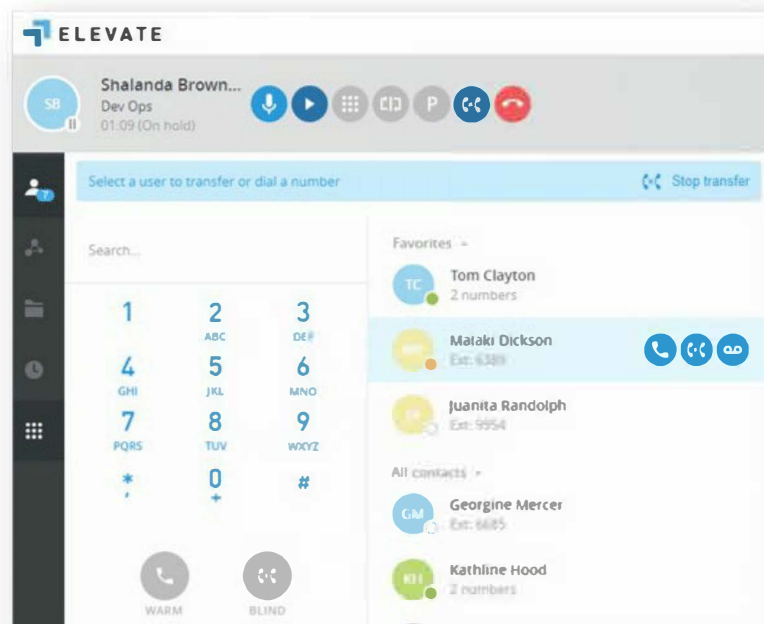 ELEVATE
SB
Shalanda Brown...
Dev Ops
01:09 (On hold)
P
7
Select a user to transfer or dial a number
Stop transfer
Search...
1
2
ABC
3
DEF
4
GHI
5
JKL
6
MNO
7
PQRS
8
TUV
9
WXYZ
*
,
0
+
#
WARM
BLIND
Favorites
TC
Tom Clayton
2 numbers
Malaki Dickson
Ext: 6389
Juanita Randolph
Ext: 9954
All contacts
GM
Georgine Mercer
Ext: 6685
KH
Kathline Hood
2 numbers